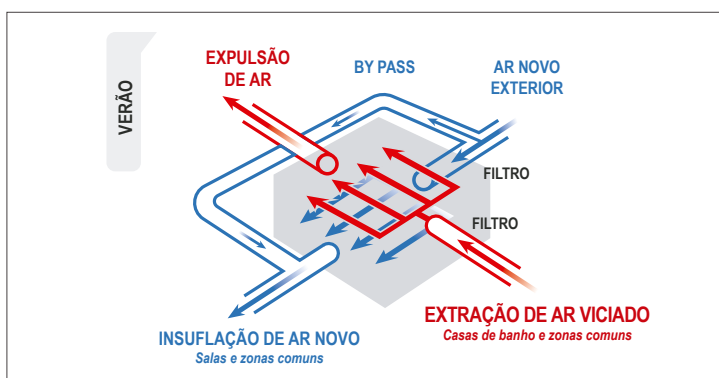 VERÃO
EXPULSÃO
DE AR
BY PASS
AR NOVO
EXTERIOR
FILTRO
FILTRO
INSUFLAÇÃO DE AR NOVO
Salas e zonas comuns
EXTRAÇÃO DE AR VICIADO
Casas de banho e zonas comuns